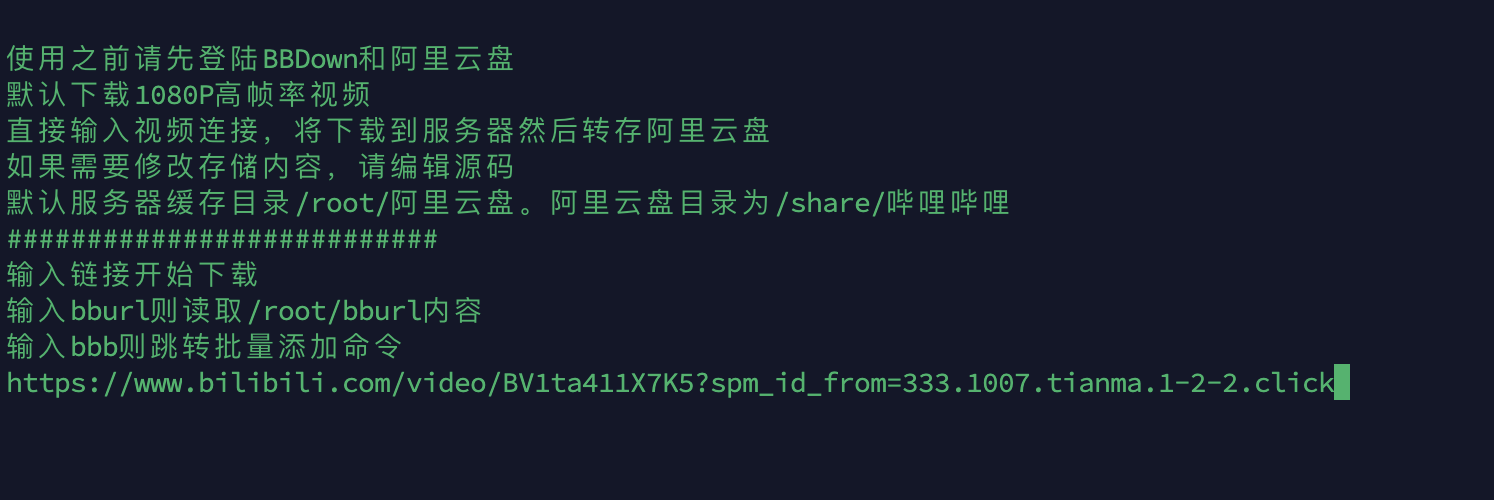 使用之前请先登陆BBDown和阿里云盘
默认下载1080P高帧率视频
直接输入视频连接，将下载到服务器然后转存阿里云盘
如果需要修改存储内容，请编辑源码
默认服务器缓存目录/root/阿里云盘。阿里云盘目录为/share/哔哩哔哩
###########################
输入链接开始下载
输入bburl则读取/root/bburl内容
输入bbb则跳转批量添加命令
https://www.bilibili.com/video/BV1ta411X7K5?spm_id_from=333.1007.tianma.1-2-2.click